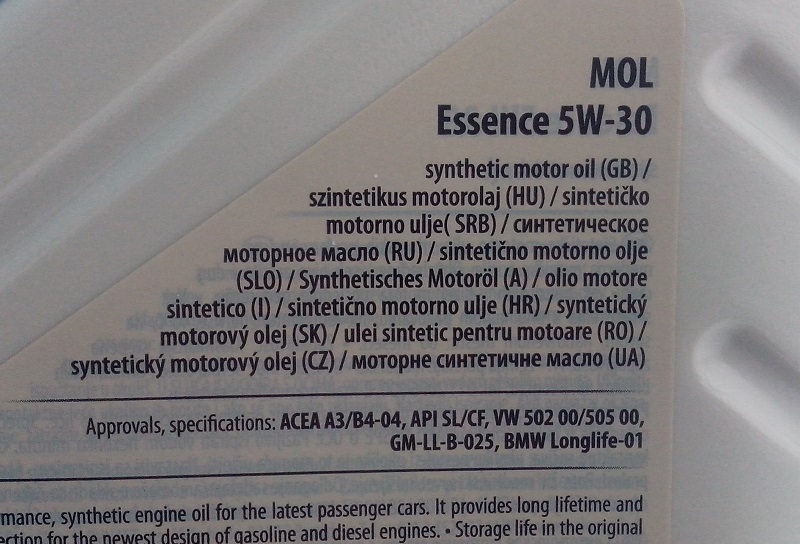 MOL
Essence 5W-30
synthetic motor oil (GB) /
szintetikus motorolaj (HU) / sintetičko
motorno ulje( SRB) / синтетическое
моторное масло (RU) / sintetično motorno olje
(SLO) / Synthetisches Motoröl (A) / olio motore
sintetico (I) / sintetično motorno ulje (HR) / syntetický
motorový olej (SK) / ulei sintetic pentru motoare (RO) /
syntetický motorový olej (CZ) / моторне синтетичне масло (UA)
Approvals, specifications: ACEA A3/B4-04, API SL/CF, VW 502 00/505 00,
GM-LL-B-025, BMW Longlife-01
mance, synthetic engine oil for the latest passenger cars. It provides long lifetime and
ection for the newest design of gasoline and diesel engines. • Storage life in the original